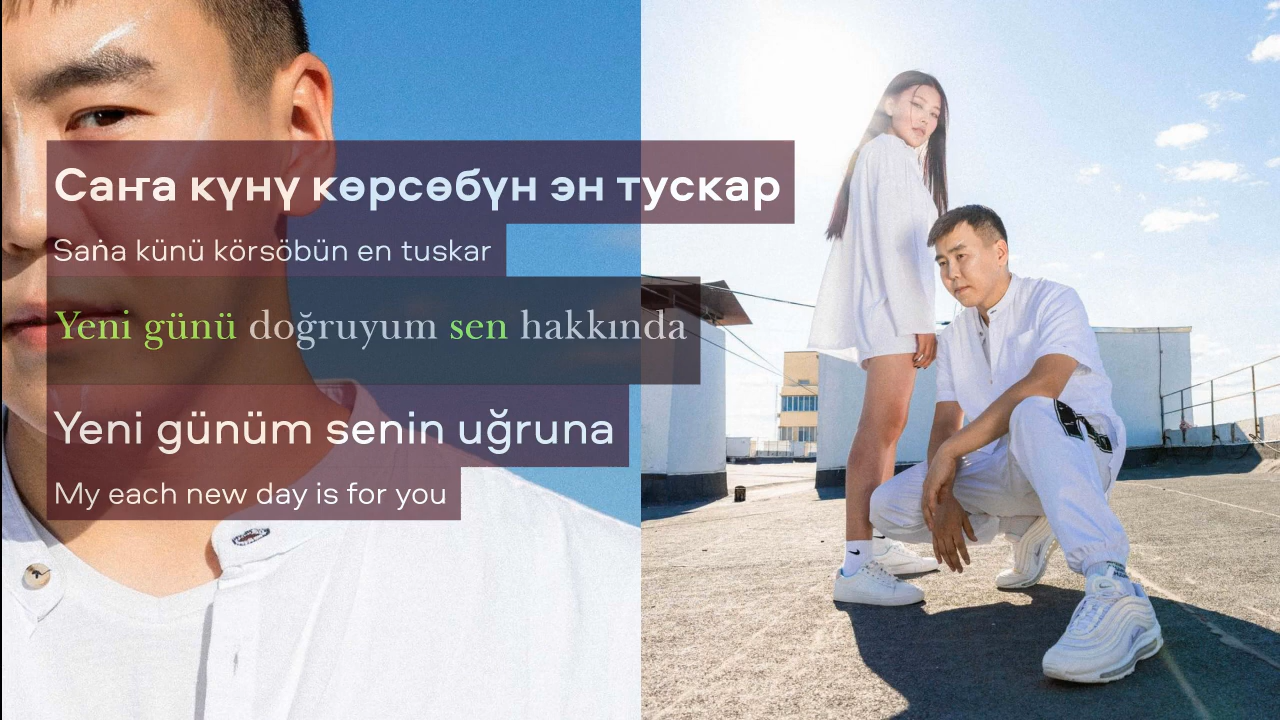 Саҥа күнү көрсөбүн эн тускар
Saṅa künü körsöbün en tuskar
Yeni günü doğruyum sen hakkında
Yeni günüm senin uğruna
My each new day is for you